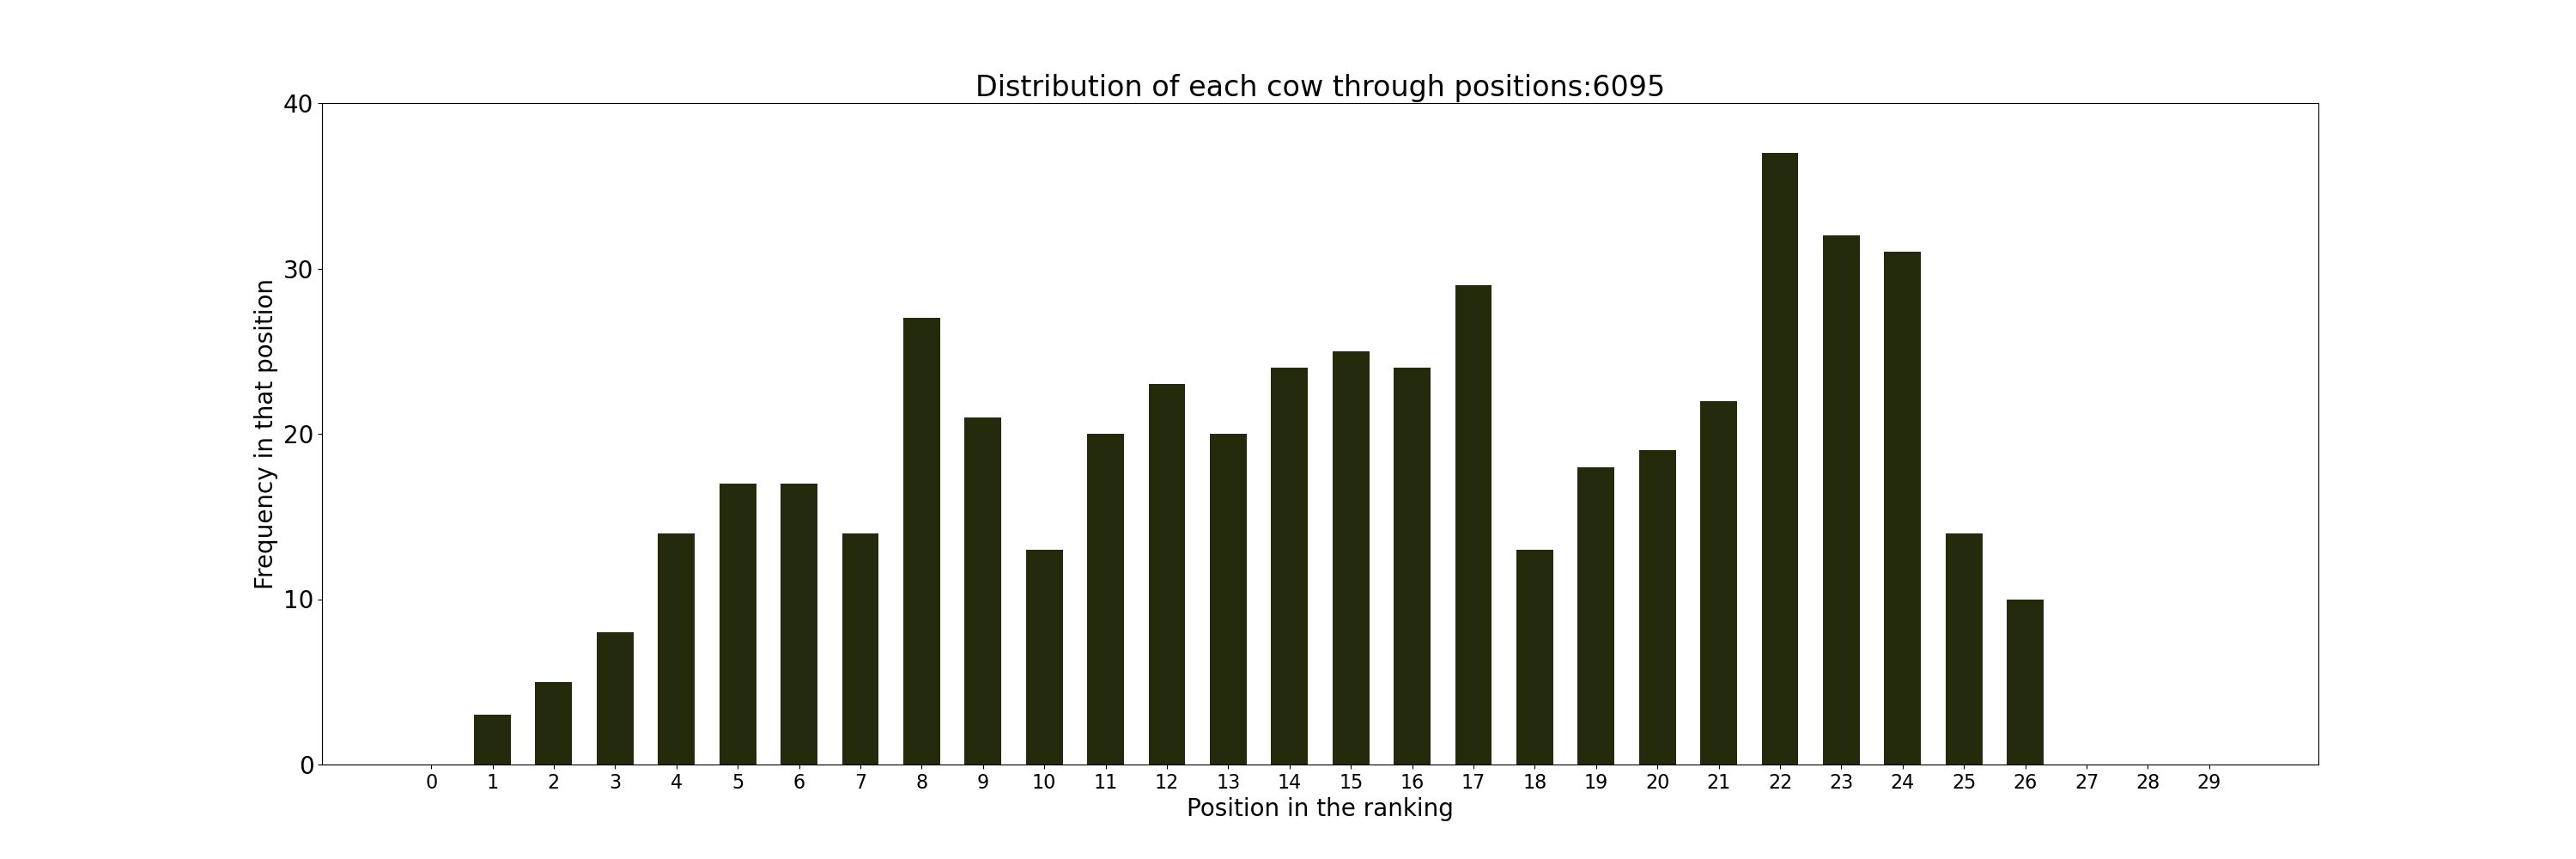 Distribution of each cow through positions:6095
40
30
20
10
0
Frequency in that position
0 1 2 3 4 5 6 7 8 9 10 11 12 13 14 15 16 17 18 19 20 21 22 23 24 25 26 27 28 29
Position in the ranking